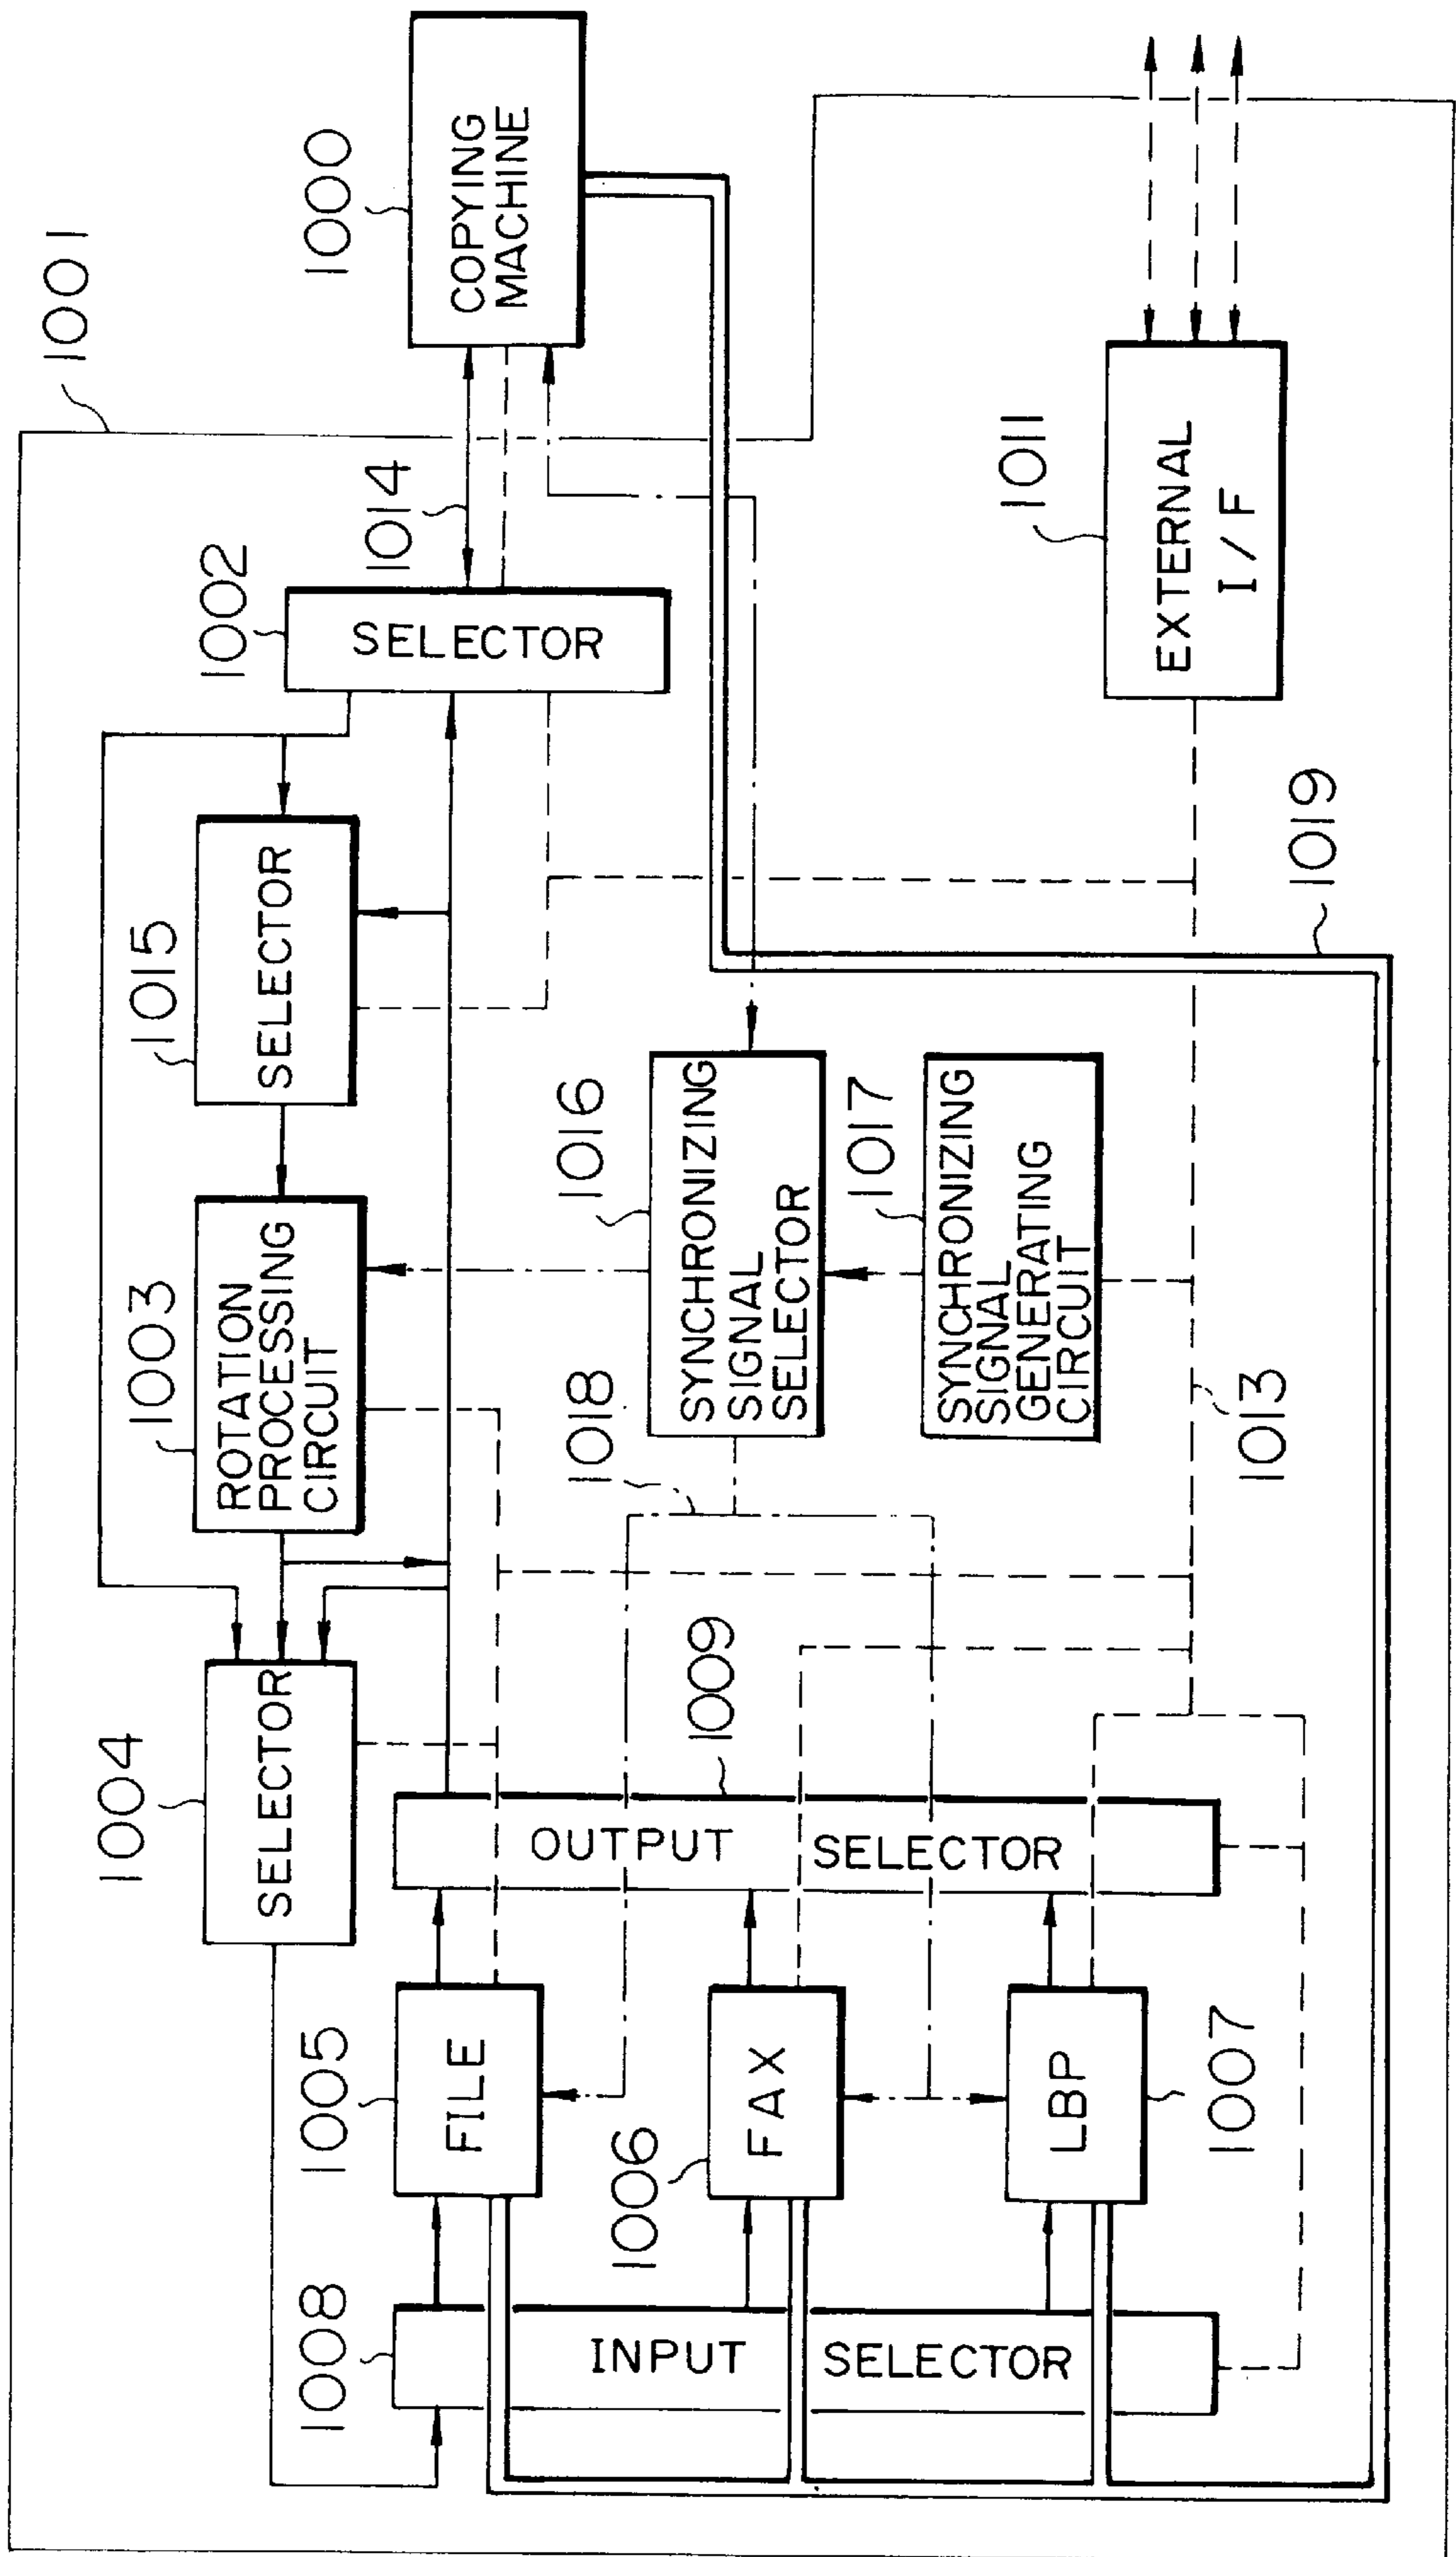 1001
1000
COPYING
MACHINE
1014
1002
SELECTOR
1015
SELECTOR
1003
ROTATION
PROCESSING
CIRCUIT
1004
SELECTOR
1016
SYNCHRONIZING
SIGNAL
SELECTOR
1017
SYNCHRONIZING
SIGNAL
GENERATING
CIRCUIT
1018
1011
EXTERNAL
I/F
1019
1013
1009
OUTPUT SELECTOR
1005
FILE
1006
FAX
LBP
1007
1008
INPUT SELECTOR